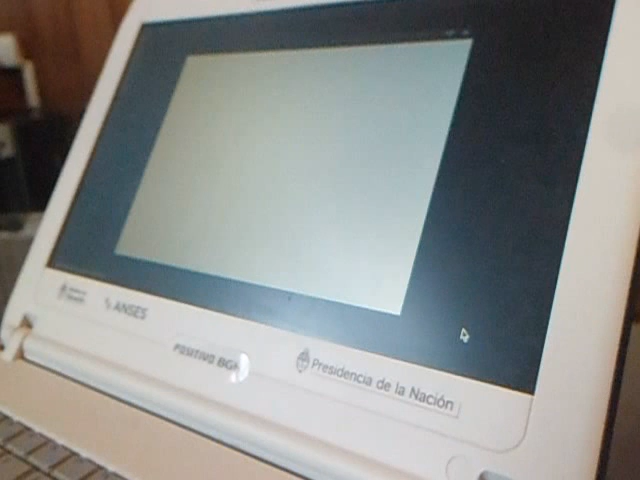 ANSES
POSITIVO BGH
Presidencia de la Nación